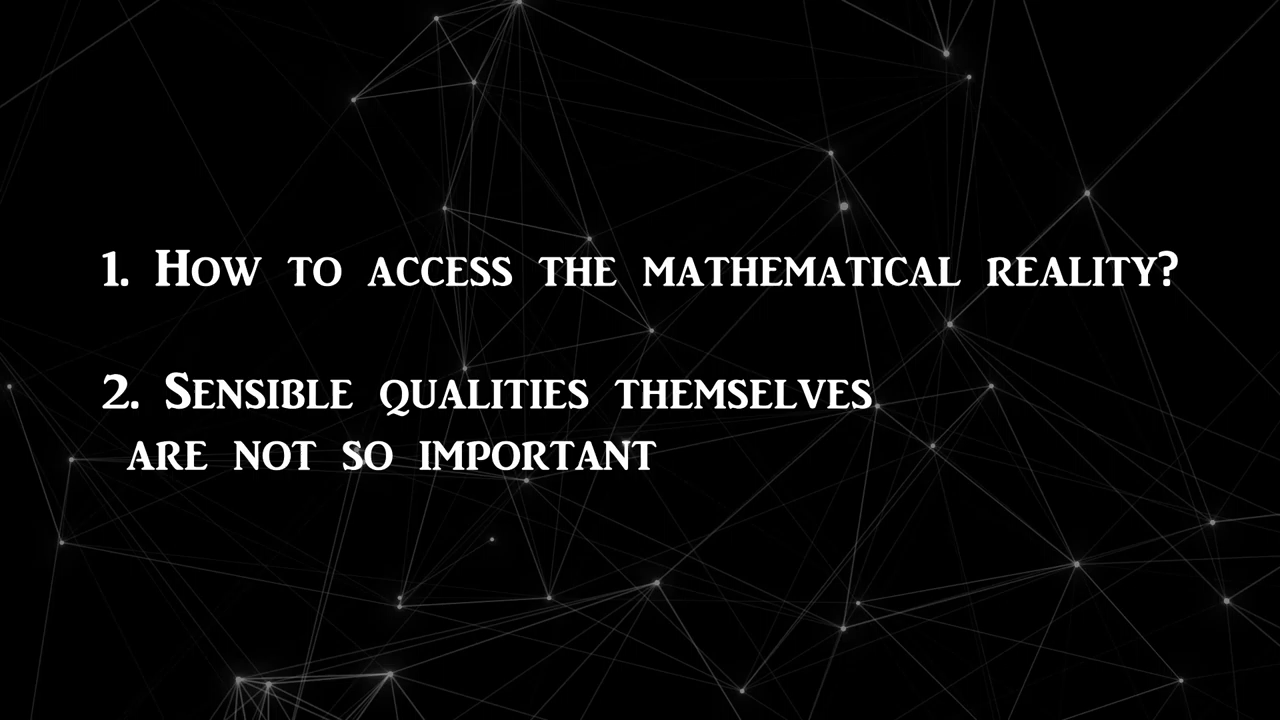 1. How to access the mathematical reality?
2. Sensible qualities themselves
are not so important